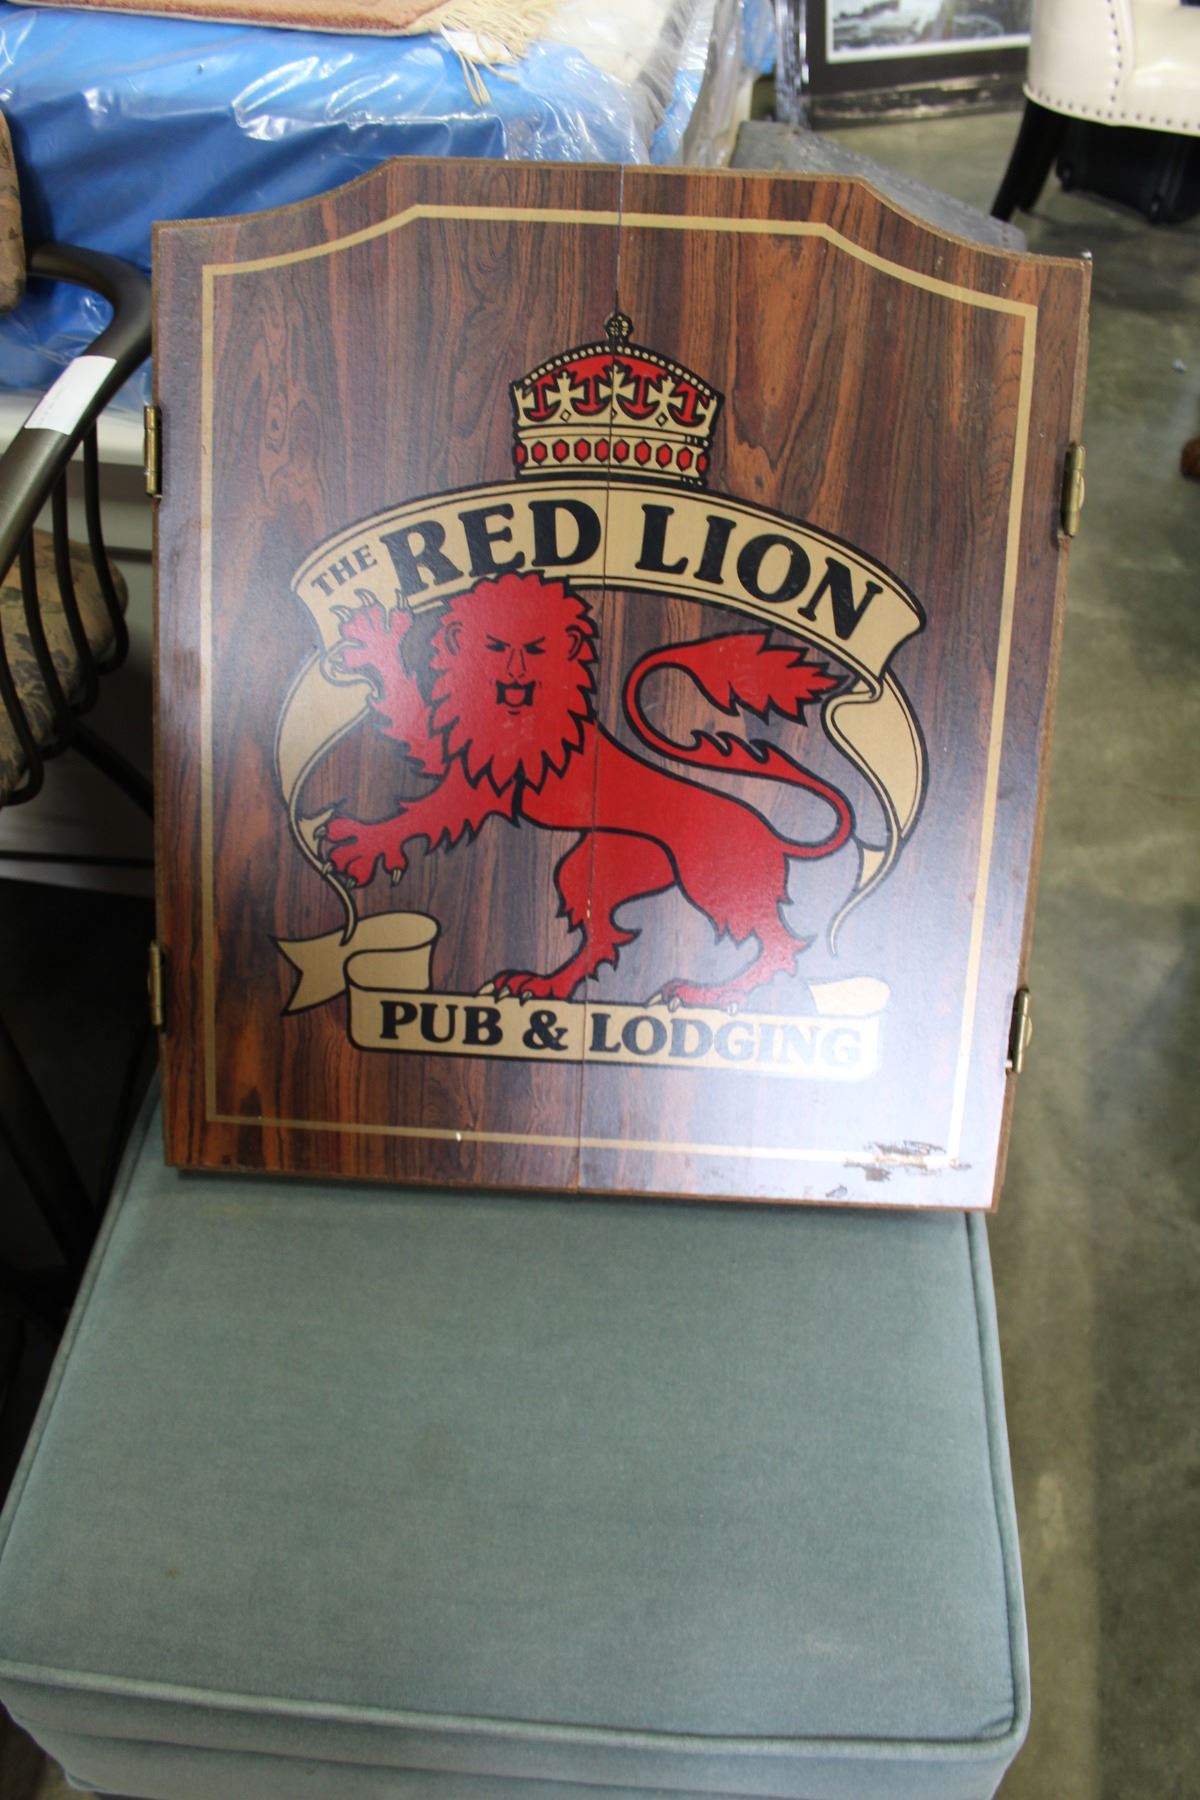 THE RED LION
PUB & LODGING